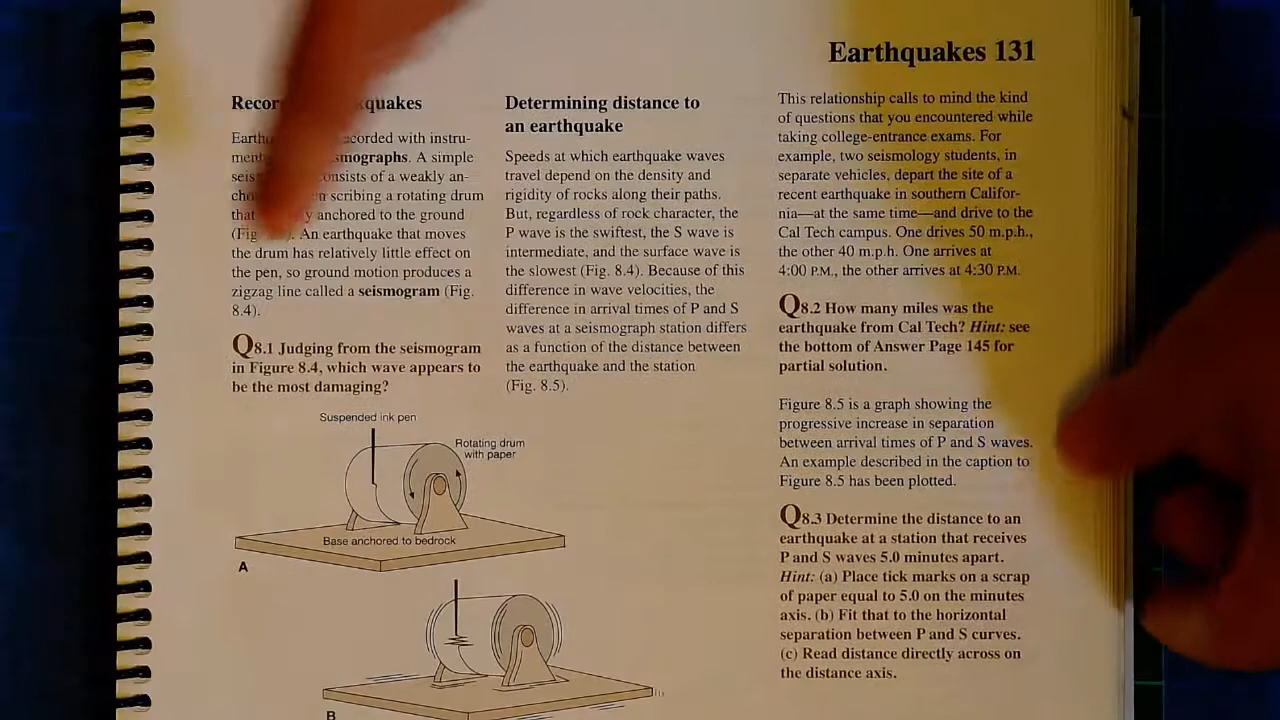 Earthquakes 131
quakes
recorded with instru-
smographs. A simple
consists of a weakly an-
scribing a rotating drum
that anchored to the ground
(Fig An earthquake that moves
the drum has relatively little effect on
the pen, so ground motion produces a
zigzag line called a seismogram (Fig.
8.4).
Q8.1 Judging from the seismogram
in Figure 8.4, which wave appears to
be the most damaging?
Suspended ink pen
Rotating drum
with paper
Base anchored to bedrock
A
B
Determining distance to
an earthquake
Speeds at which earthquake waves
travel depend on the density and
rigidity of rocks along their paths.
But, regardless of rock character, the
P wave is the swiftest, the S wave is
intermediate, and the surface wave is
the slowest (Fig. 8.4). Because of this
difference in wave velocities, the
difference in arrival times of P and S
waves at a seismograph station differs
as a function of the distance between
the earthquake and the station
(Fig. 8.5).
This relationship calls to mind the kind
of questions that you encountered while
taking college-entrance exams. For
example, two seismology students, in
separate vehicles, depart the site of a
recent earthquake in southern Califor-
nia—at the same time—and drive to the
Cal Tech campus. One drives 50 m.p.h.,
the other 40 m.p.h. One arrives at
4:00 P.M., the other arrives at 4:30 P.M.
Q8.2 How many miles was the
earthquake from Cal Tech? Hint: see
the bottom of Answer Page 145 for
partial solution.
Figure 8.5 is a graph showing the
progressive increase in separation
between arrival times of P and S waves.
An example described in the caption to
Figure 8.5 has been plotted.
Q8.3 Determine the distance to an
earthquake at a station that receives
P and S waves 5.0 minutes apart.
Hint: (a) Place tick marks on a scrap
of paper equal to 5.0 on the minutes
axis. (b) Fit that to the horizontal
separation between P and S curves.
(c) Read distance directly across on
the distance axis.